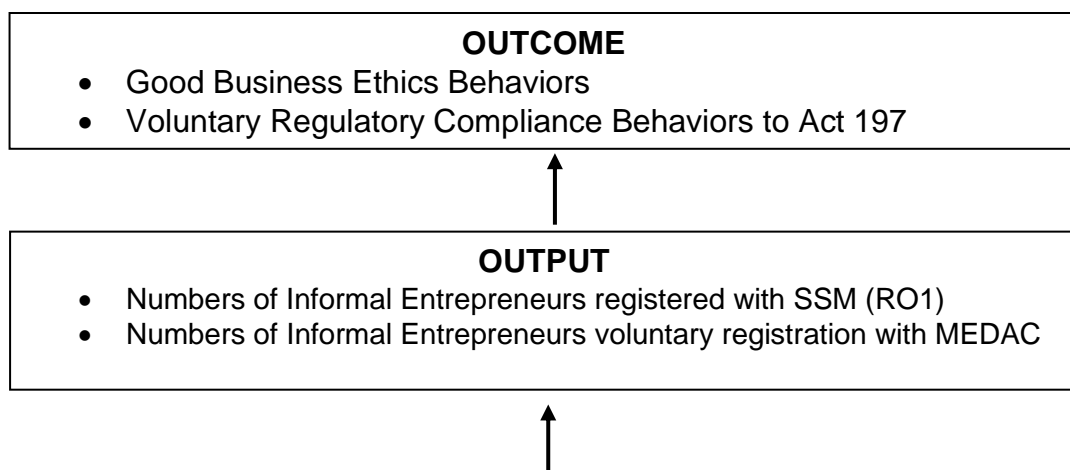 OUTCOME
• Good Business Ethics Behaviors
• Voluntary Regulatory Compliance Behaviors to Act 197
OUTPUT
• Numbers of Informal Entrepreneurs registered with SSM (RO1)
• Numbers of Informal Entrepreneurs voluntary registration with MEDAC